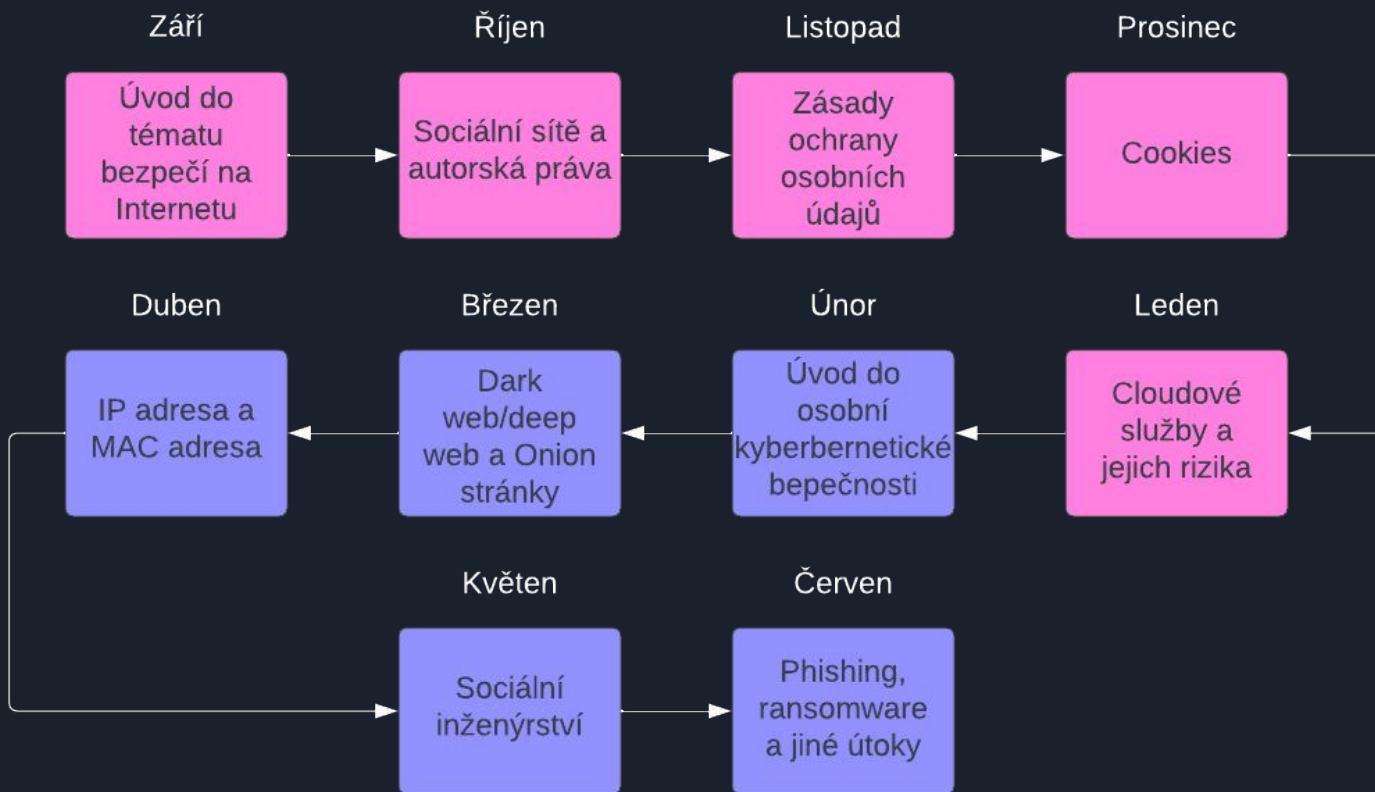 Září
Říjen
Listopad
Prosinec
Úvod do
tématu
bezpečí na
Internetu
Sociální sítě a
autorská práva
Zásady
ochrany
osobních
údajů
Cookies
Duben
Březen
Únor
Leden
IP adresa a
MAC adresa
Dark
web/deep
web a Onion
stránky
Úvod do
osobní
kyberbernetické
bepečnosti
Cloudové
služby a
jejich rizika
Květen
Červen
Sociální
inženýrství
Phishing,
ransomware
a jiné útoky